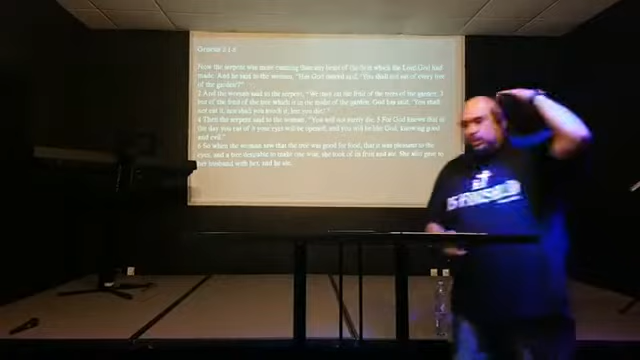 Genesis 3:1-6
Now the serpent was more cunning than any beast of the field which the Lord God had
made. And he said to the woman, "Has God indeed said, 'You shall not eat of every tree
of the garden'?"
2 And the woman said to the serpent, "We may eat the fruit of the trees of the garden; 3
but of the fruit of the tree which is in the midst of the garden, God has said, 'You shall
not eat it, nor shall you touch it, lest you die.'"
4 Then the serpent said to the woman, "You will not surely die. 5 For God knows that in
the day you eat of it your eyes will be opened, and you will be like God, knowing good
and evil."
6 So when the woman saw that the tree was good for food, that it was pleasant to the
eyes, and a tree desirable to make one wise, she took of its fruit and ate. She also gave to
her husband with her, and he ate.